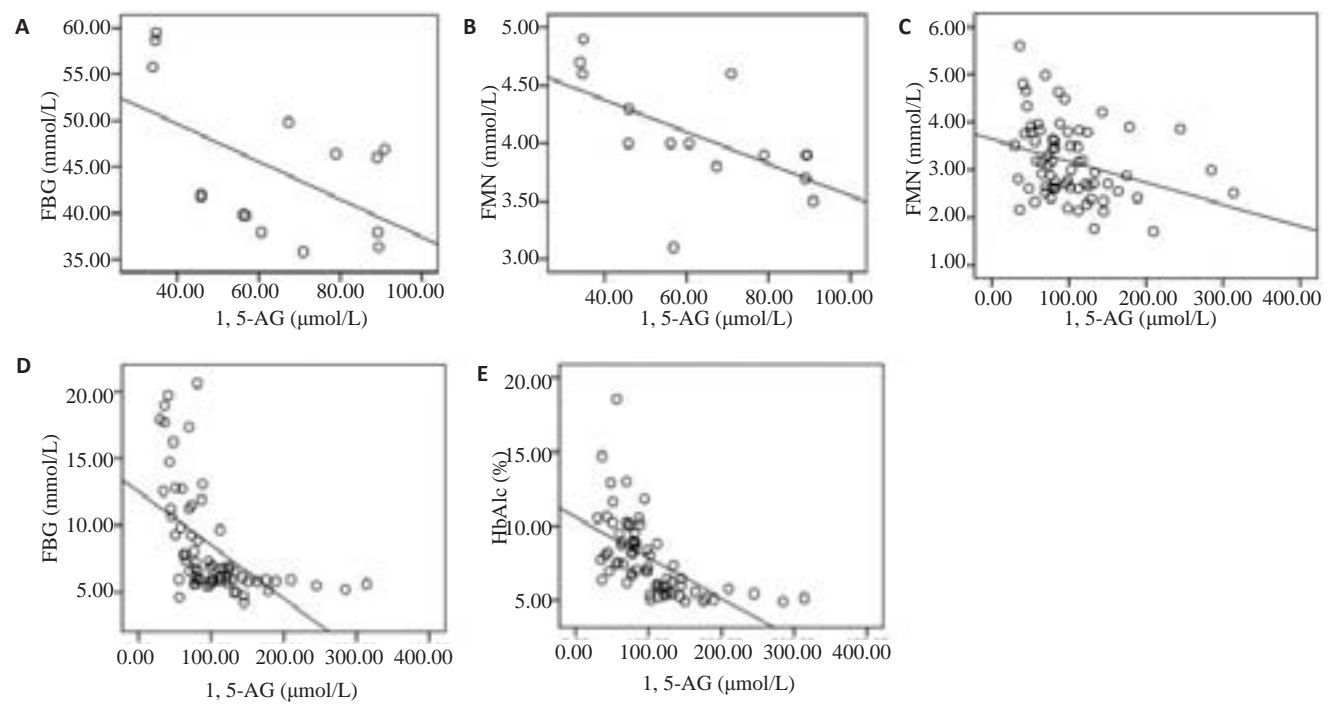 A
FBG (mmol/L)
60.00
55.00
50.00
45.00
40.00
35.00
40.00 60.00 80.00 100.00
1, 5-AG (μmol/L)
B
FMN (mmol/L)
5.00
4.50
4.00
3.50
3.00
40.00 60.00 80.00 100.00
1, 5-AG (μmol/L)
C
FMN (mmol/L)
6.00
5.00
4.00
3.00
2.00
1.00
0.00 100.00 200.00 300.00 400.00
1, 5-AG (μmol/L)
D
FBG (mmol/L)
20.00
15.00
10.00
5.00
0.00 100.00 200.00 300.00 400.00
1, 5-AG (μmol/L)
E
HbAlc (%)
20.00
15.00
10.00
5.00
0.00 100.00 200.00 300.00 400.00
1, 5-AG (μmol/L)